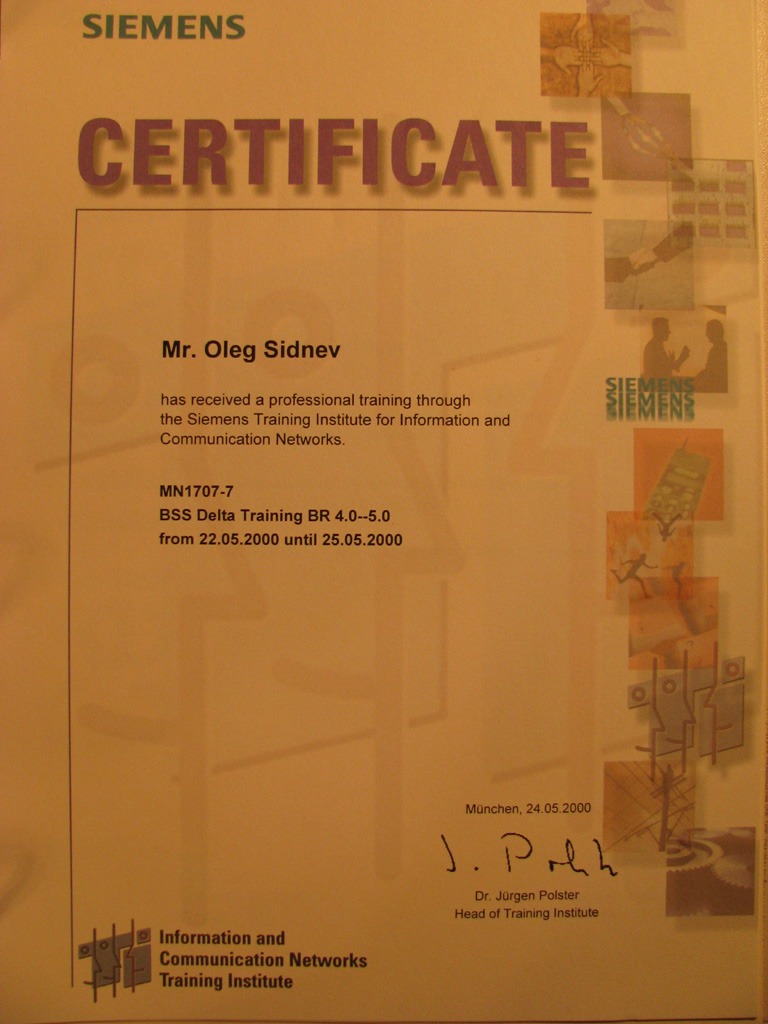 SIEMENS
CERTIFICATE
Mr. Oleg Sidnev
has received a professional training through
the Siemens Training Institute for Information and
Communication Networks.
MN1707-7
BSS Delta Training BR 4.0--5.0
from 22.05.2000 until 25.05.2000
SIEMENS
SIEMENS
SIEMENS
München, 24.05.2000
J. Polster
Dr. Jürgen Polster
Head of Training Institute
Information and
Communication Networks
Training Institute